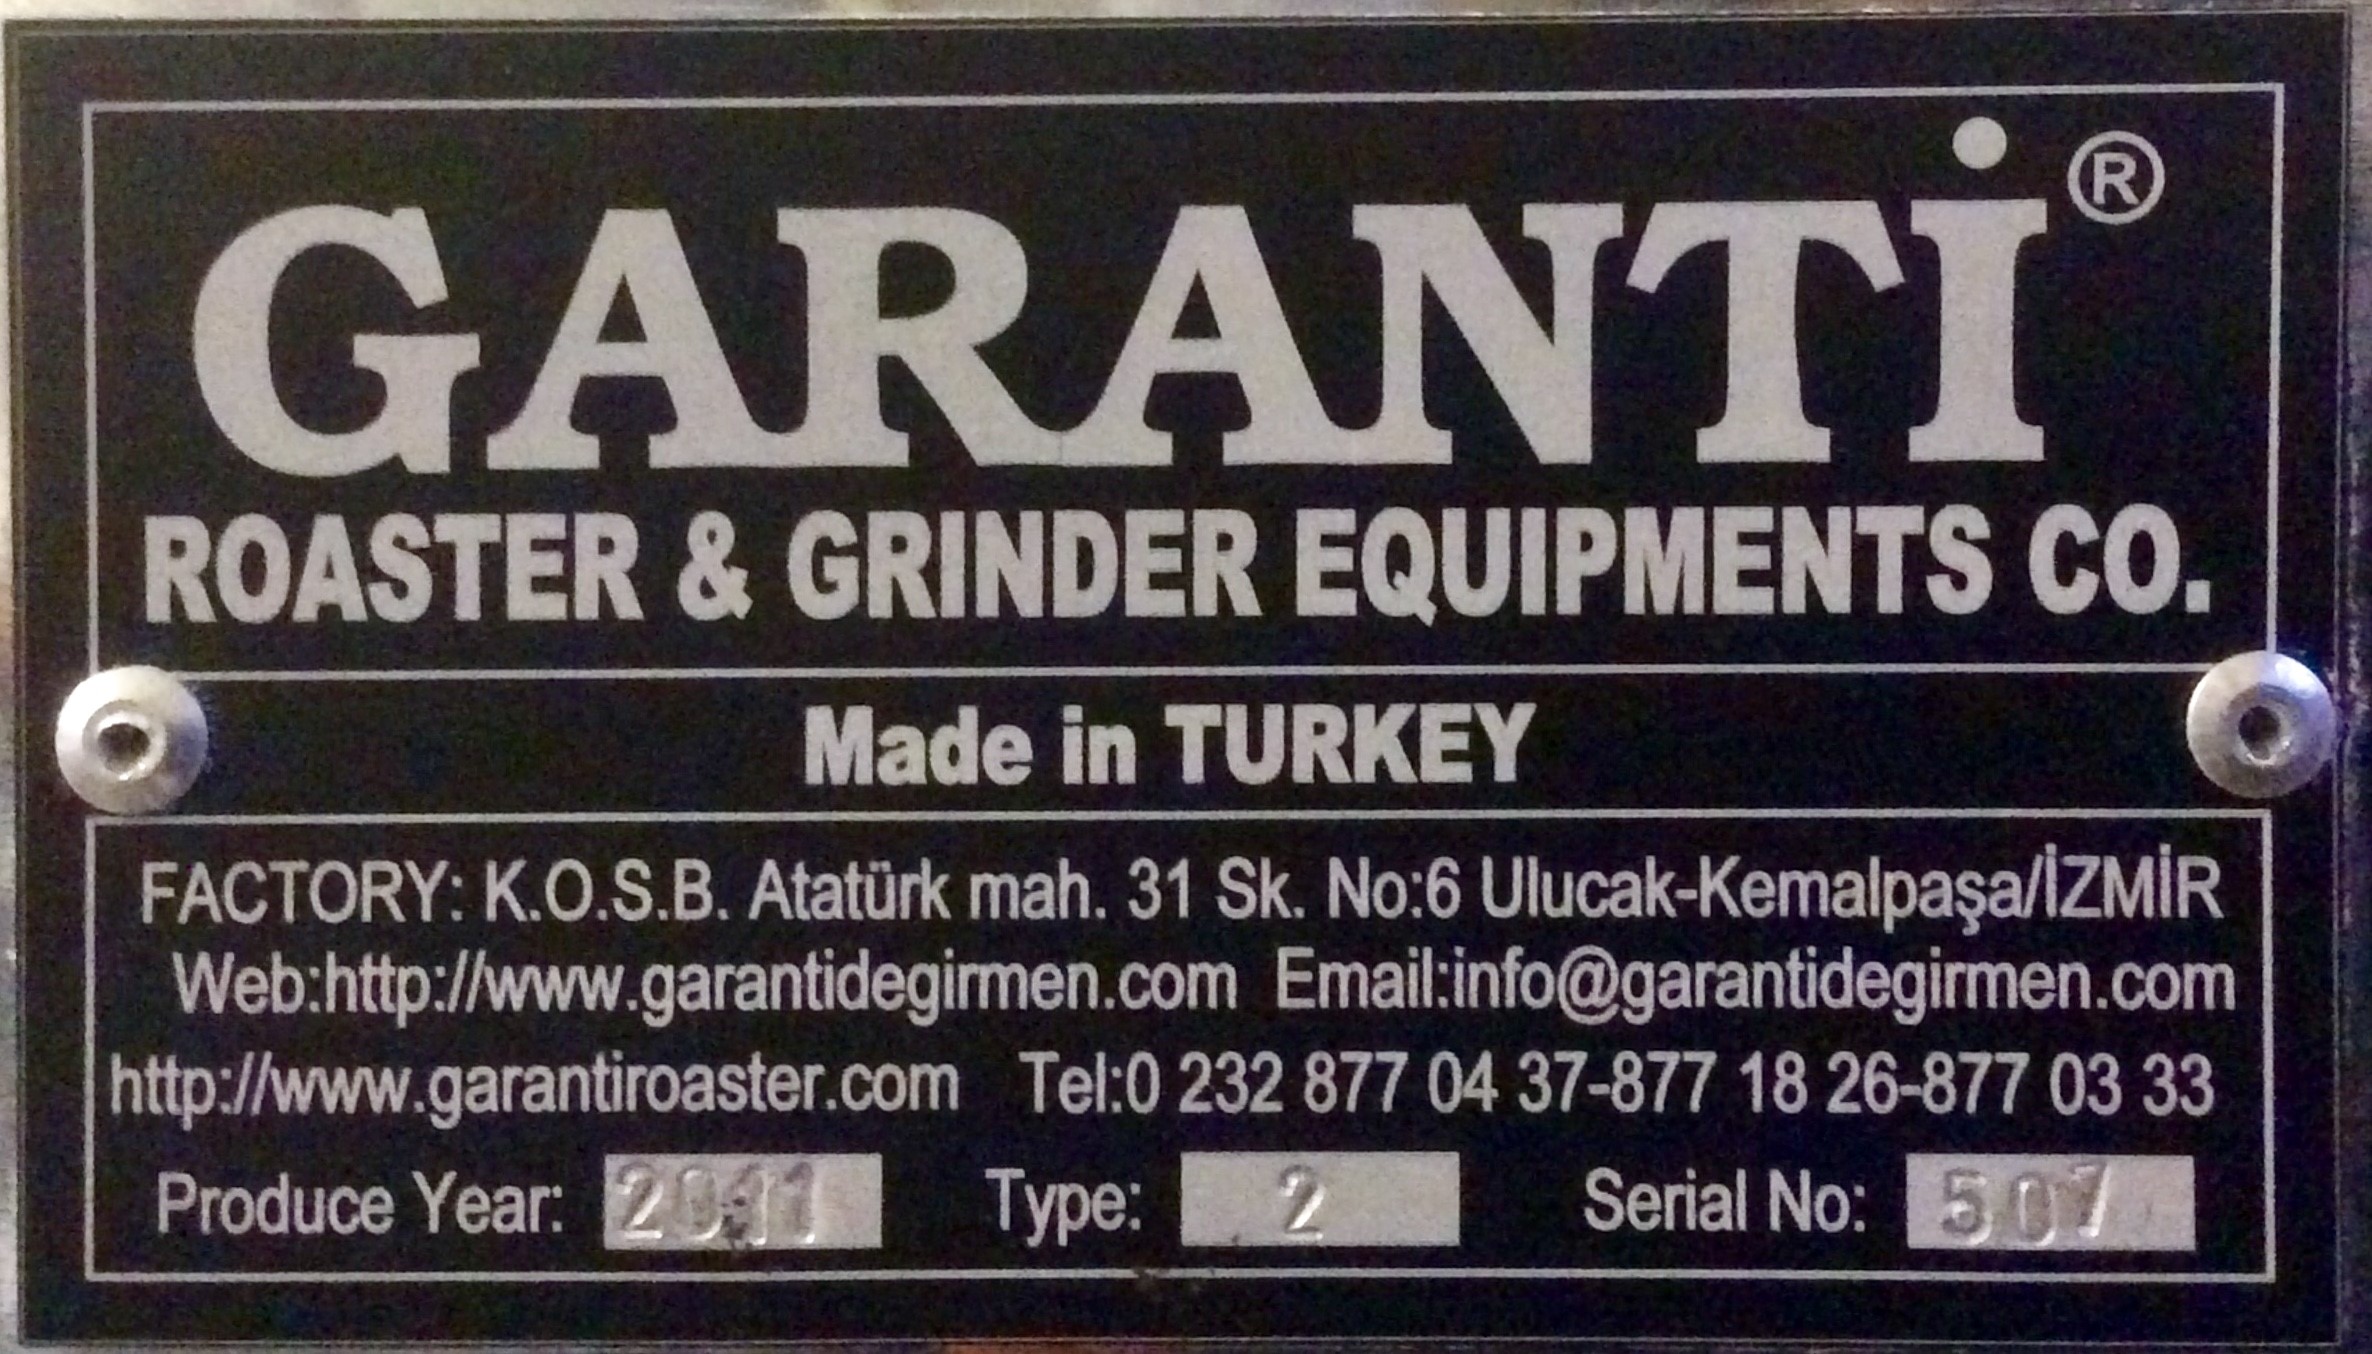 GARANTİ®
ROASTER & GRINDER EQUIPMENTS CO.
Made in TURKEY
FACTORY: K.O.S.B. Atatürk mah. 31 Sk. No:6 Ulucak-Kemalpaşa/İZMİR
Web:http://www.garantidegirmen.com Email:info@garantidegirmen.com
http://www.garantiroaster.com Tel:0 232 877 04 37-877 18 26-877 03 33
Produce Year: 2011 Type: 2 Serial No: 507